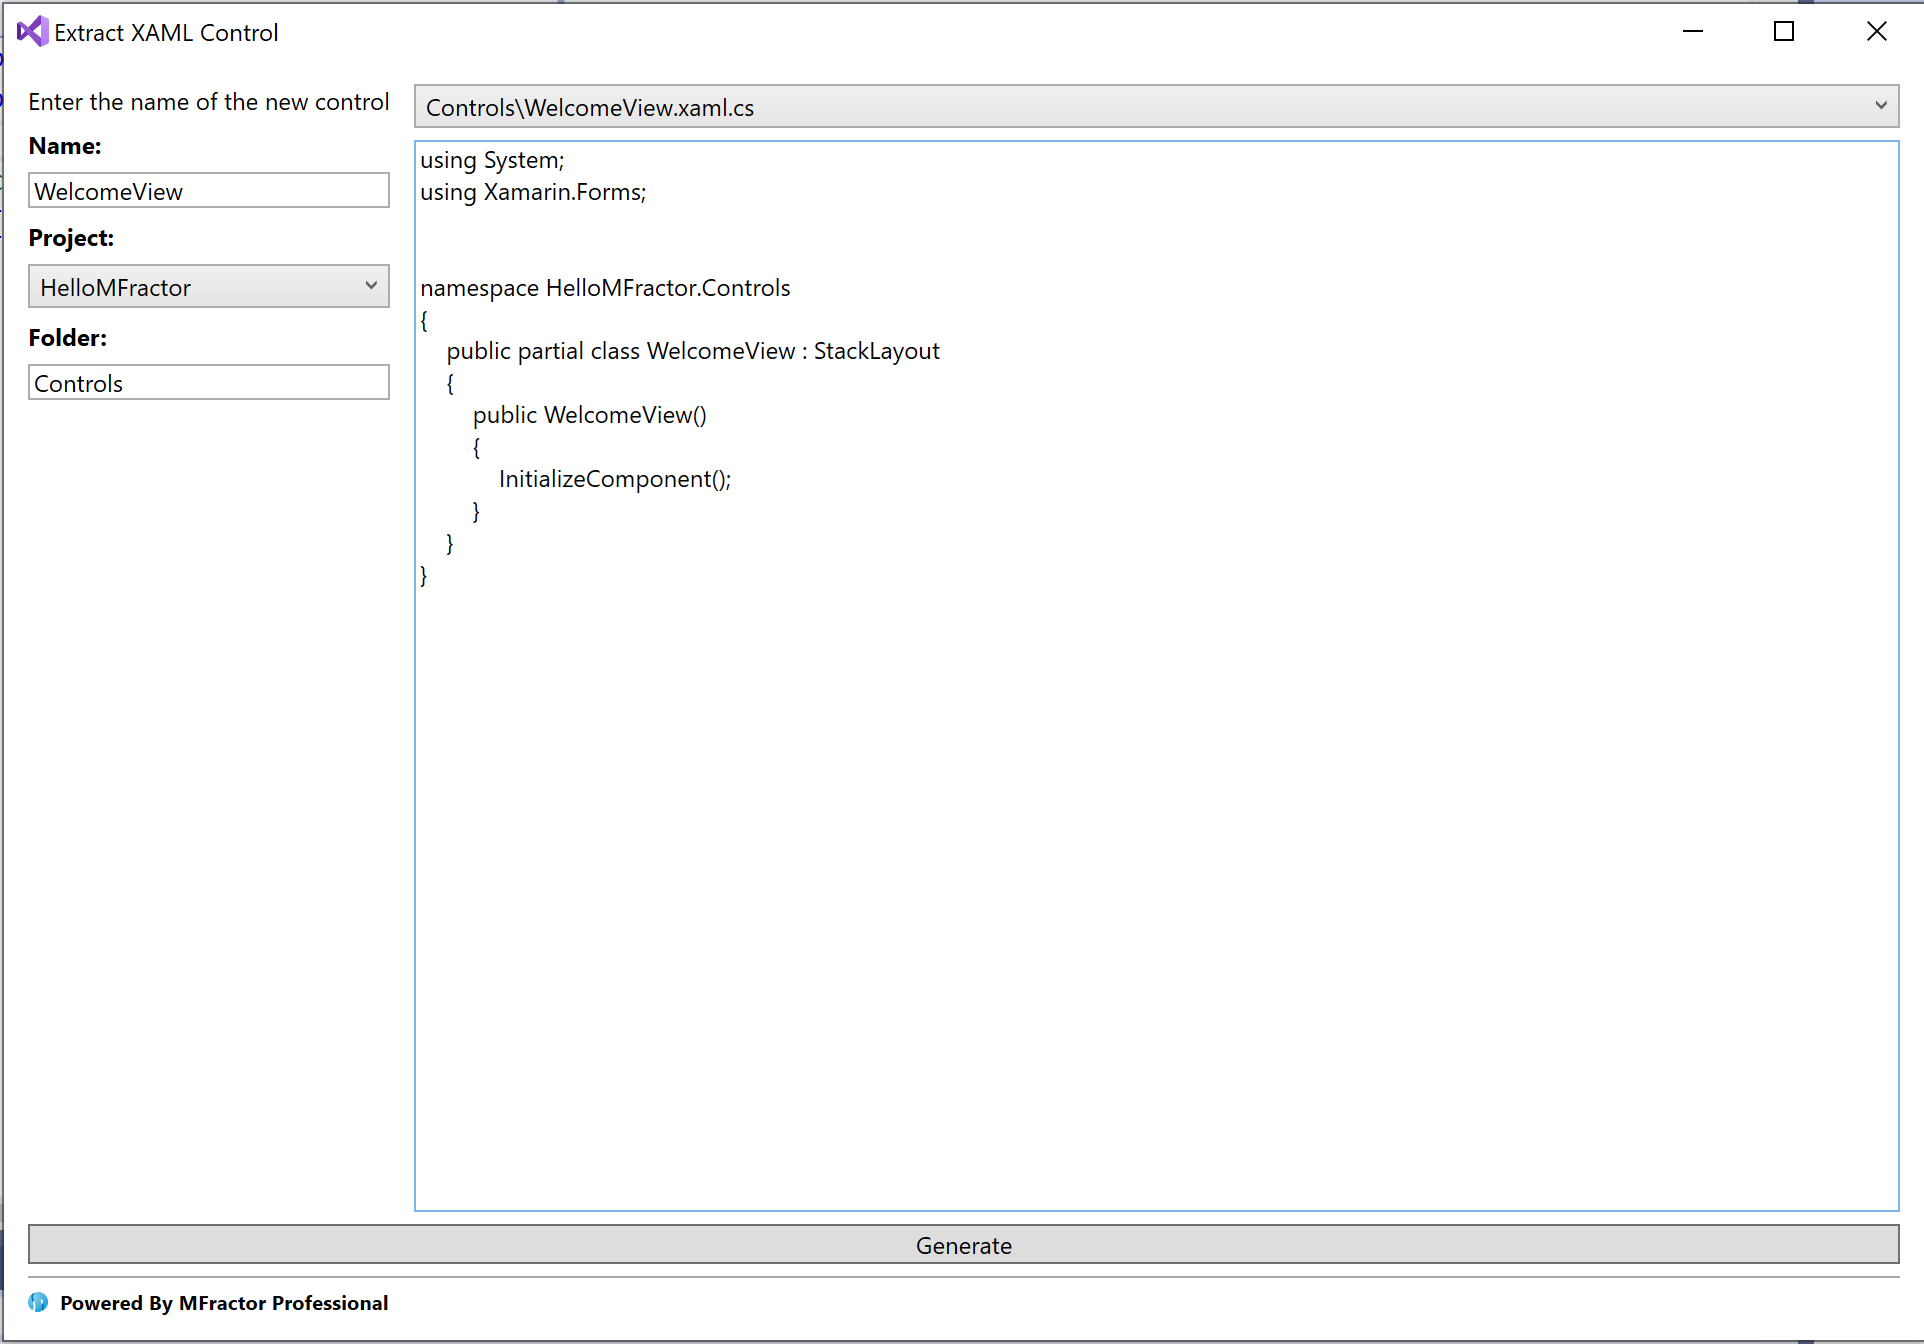 Extract XAML Control
Enter the name of the new control
Name:
WelcomeView
Project:
HelloMFractor
Folder:
Controls
Controls\WelcomeView.xaml.cs
using System;
using Xamarin.Forms;
namespace HelloMFractor.Controls
{
    public partial class WelcomeView : StackLayout
    {
        public WelcomeView()
        {
            InitializeComponent();
        }
    }
}
Generate
Powered By MFractor Professional